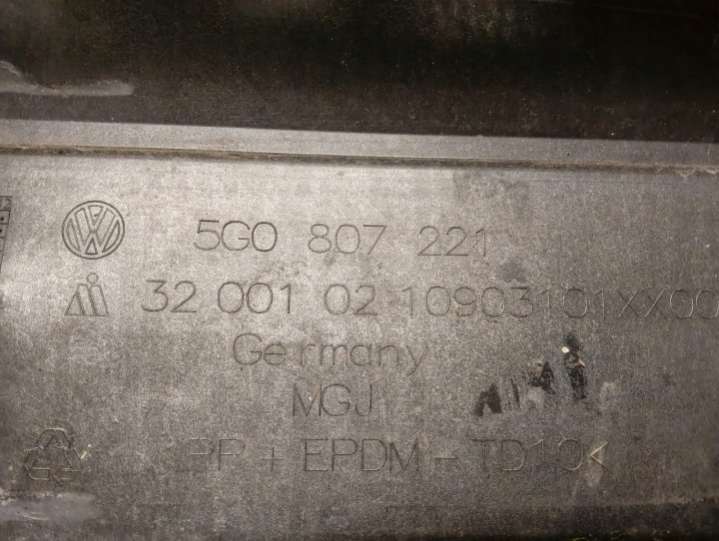 5G0 807 221
32 001 02 10903101XX00
Germany
MGJ
PP + EPDM - TD10<